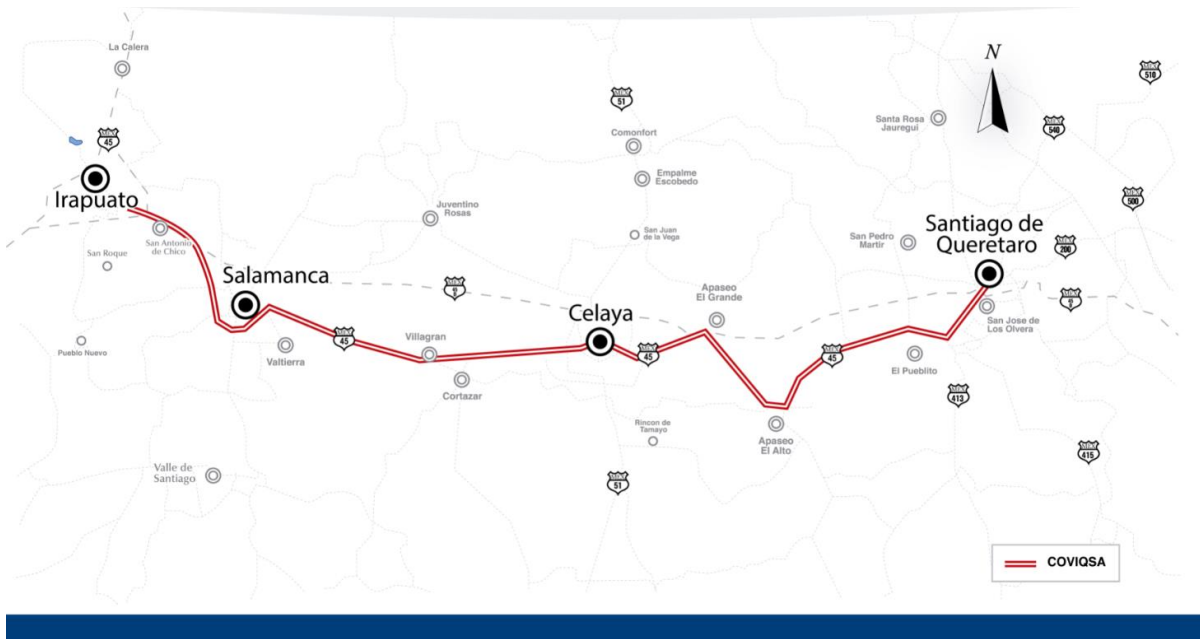 La Calera
45
Irapuato
San Antonio
de Chico
San Roque
Pueblo Nuevo
Salamanca
Valtierra
45
Valle de
Santiago
Juventino
Rosas
45
Villagran
Cortazar
51
Comonfort
Empalme
Escobedo
San Juan
de la Vega
Celaya
45
Apaseo
El Grande
Rincon de
Tamayo
51
Apaseo
El Alto
45
Santa Rosa
Jauregui
N
510
540
500
San Pedro
Martir
Santiago de
Queretaro
200
45
San Jose de
Los Olvera
El Pueblito
413
415
COVIQSA